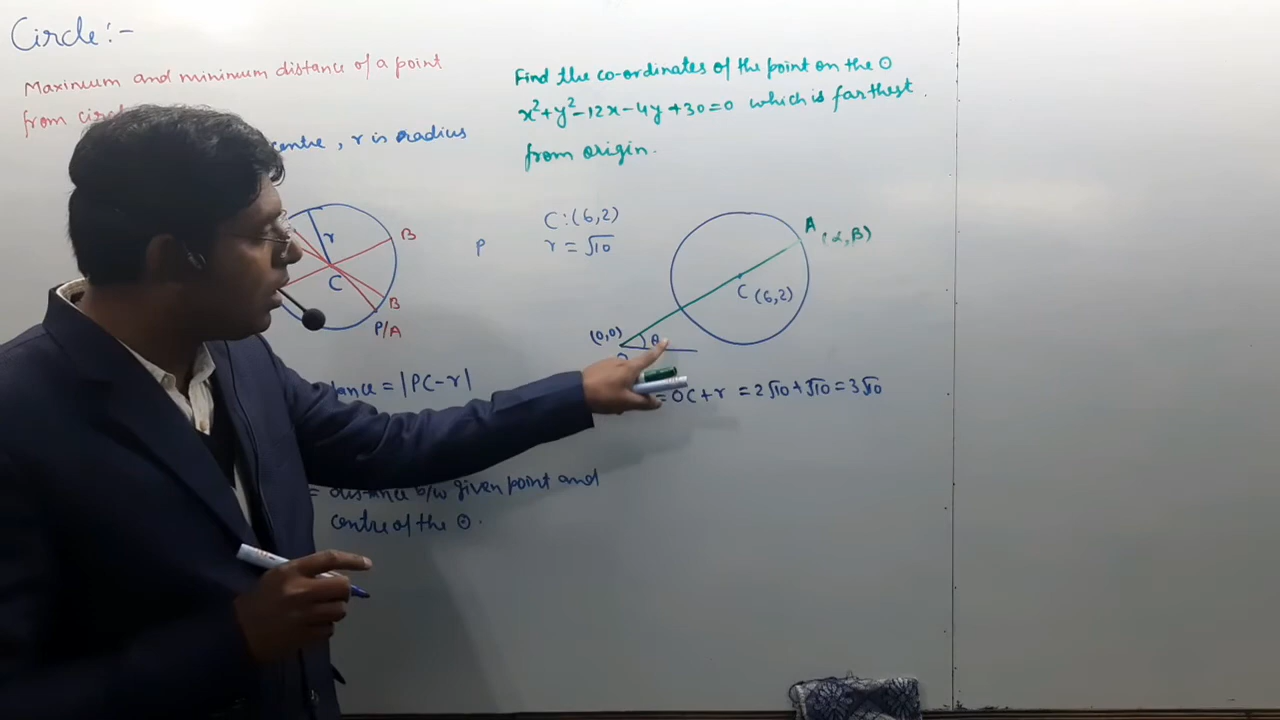 Circle:-
Maximum and minimum distance of a point
from
centre, r is radius
r
C
B
B
P/A
P
= |PC-r|
= distance b/w given point and
centre of the ⊙.
Find the co-ordinates of the point on the ⊙
x²+y²-12x-4y+30=0 which is farthest
from origin.
C:(6,2)
r = √10
A (α,β)
C (6,2)
(0,0)
θ
= OC+r = 2√10+√10 = 3√10